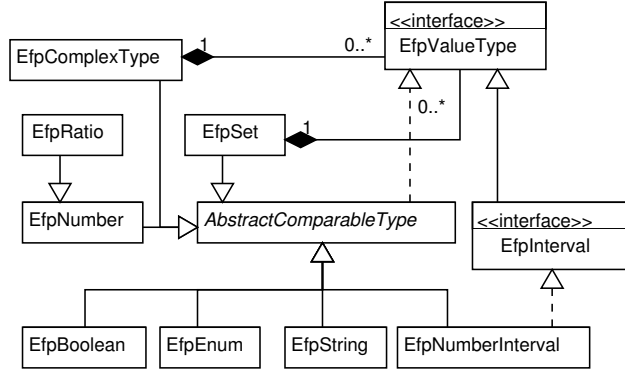 <<interface>>
1
0..*
EfpValueType
EfpComplexType
0..*
EfpRatio
EfpSet
1
EfpNumber
AbstractComparableType
<<interface>>
EfpInterval
EfpBoolean
EfpEnum
EfpString
EfpNumberInterval